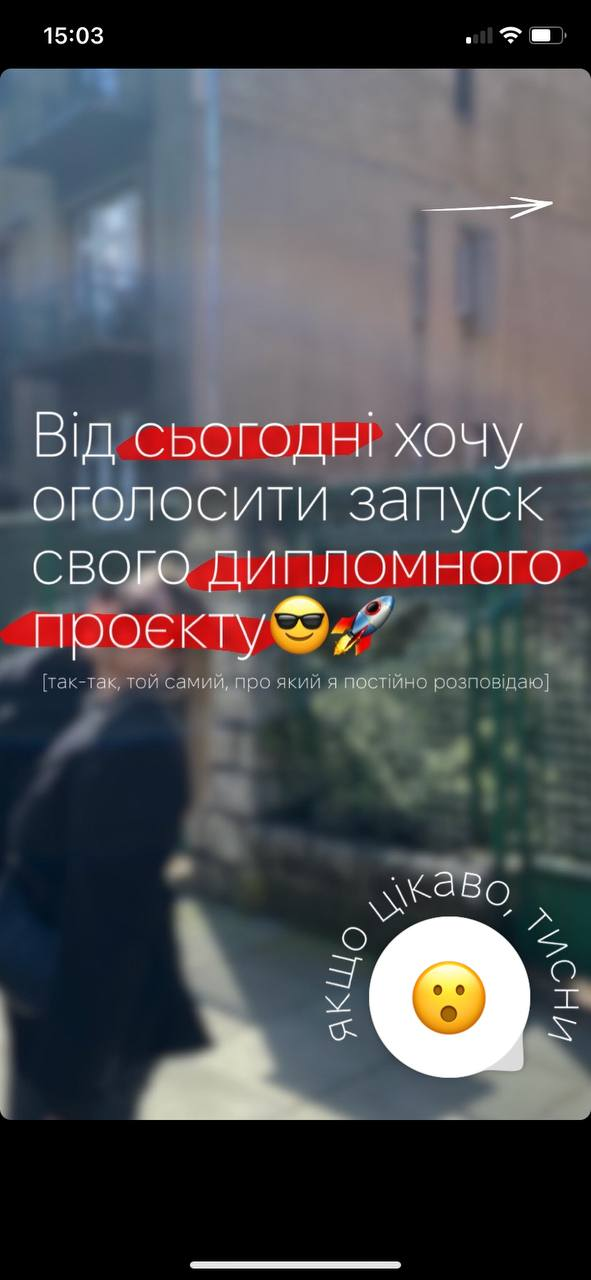 15:03
Від сьогодні хочу
оголосити запуск
свого дипломного
проєкту😎🚀
[так-так, той самий, про який я постійно розповідаю]
якщо цікаво, тисни